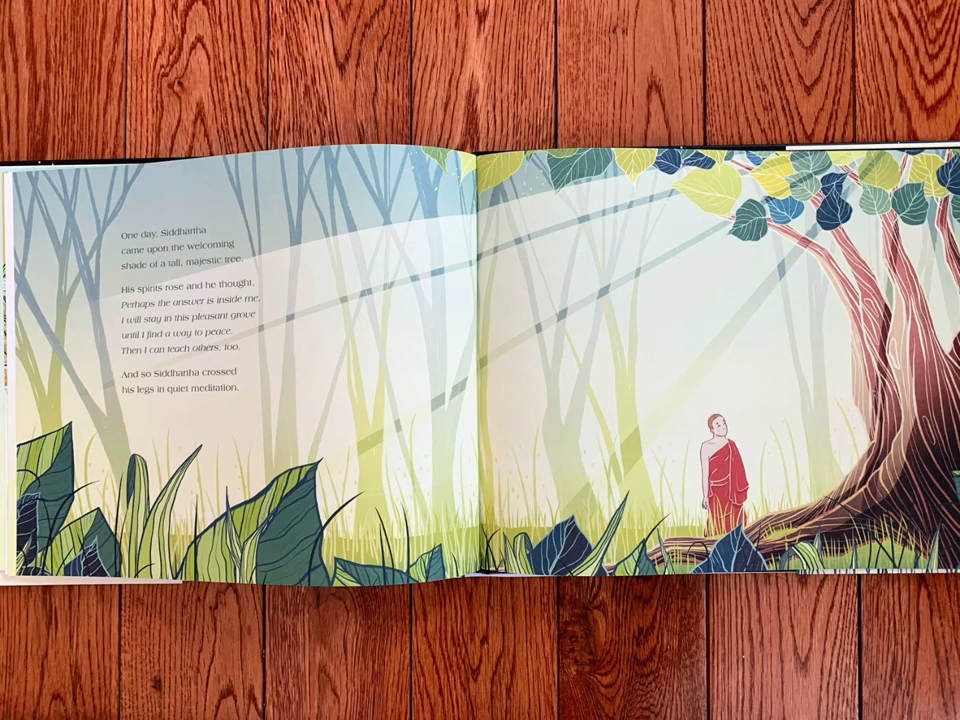 One day, Siddhartha
came upon the welcoming
shade of a tall, majestic tree.
His spirits rose and he thought,
Perhaps the answer is inside me.
I will stay in this pleasant grove
until I find a way to peace.
Then I can teach others, too.
And so Siddhartha crossed
his legs in quiet meditation.